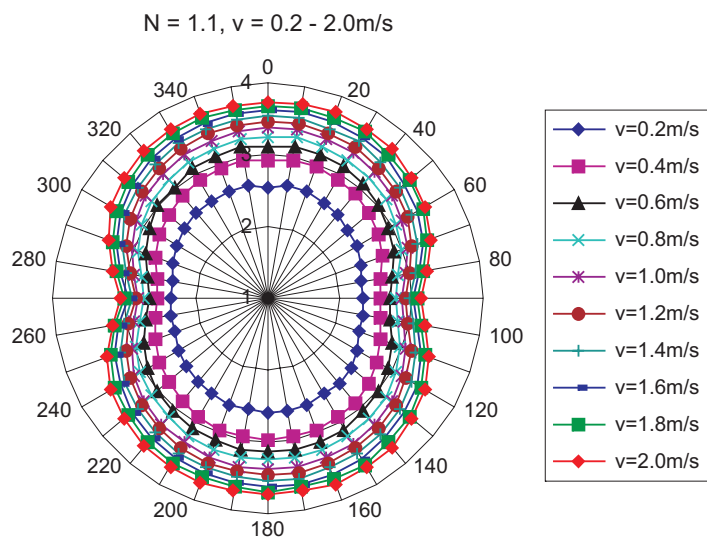 N = 1.1, v = 0.2 - 2.0m/s
0
20
40
60
80
100
120
140
160
180
200
220
240
260
280
300
320
340
4
3
2
1
v=0.2m/s
v=0.4m/s
v=0.6m/s
v=0.8m/s
v=1.0m/s
v=1.2m/s
v=1.4m/s
v=1.6m/s
v=1.8m/s
v=2.0m/s